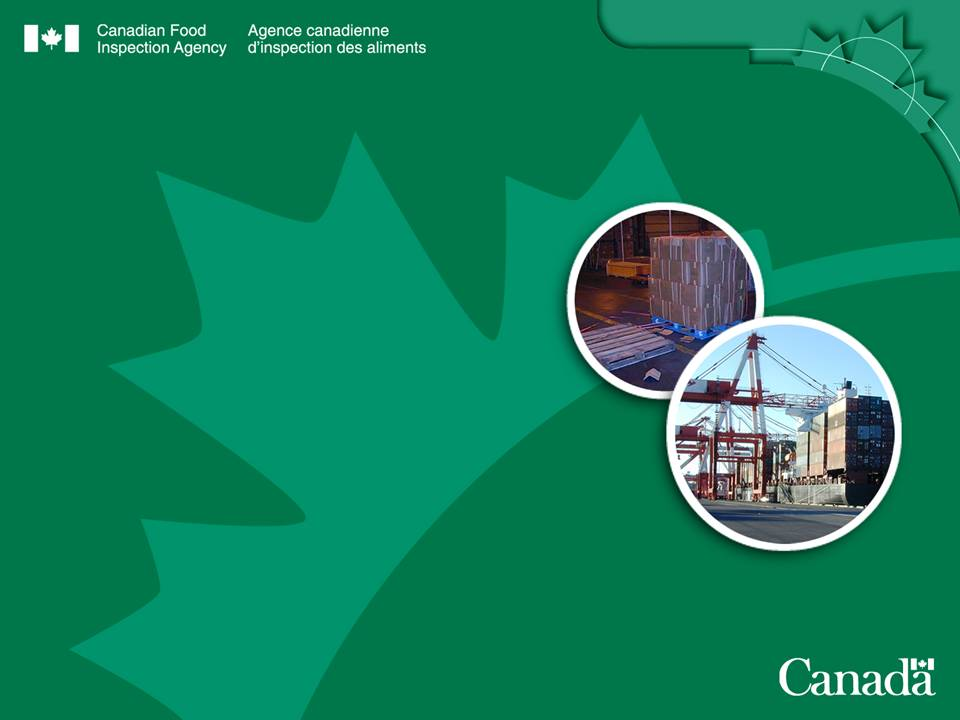 Canadian Food
Inspection Agency
Agence canadienne
d'inspection des aliments
Canada